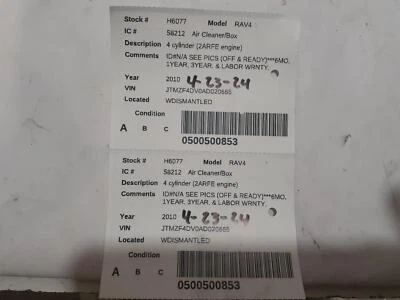 Stock # H6077 Model RAV4
IC # 58212 Air Cleaner/Box
Description 4 cylinder (2ARFE engine)
Comments ID#N/A SEE PICS (OFF & READY)***6MO,
1YEAR, 3YEAR, & LABOR WRNTY.
Year 2010 4-23-24
VIN JTMZF4DV0AD020665
Located WDISMANTLED
Condition
A B C
0500500853
Stock # H6077 Model RAV4
IC # 58212 Air Cleaner/Box
Description 4 cylinder (2ARFE engine)
Comments ID#N/A SEE PICS (OFF & READY)***6MO,
1YEAR, 3YEAR, & LABOR WRNTY.
Year 2010 4-23-24
VIN JTMZF4DV0AD020665
Located WDISMANTLED
Condition
A B C
0500500853